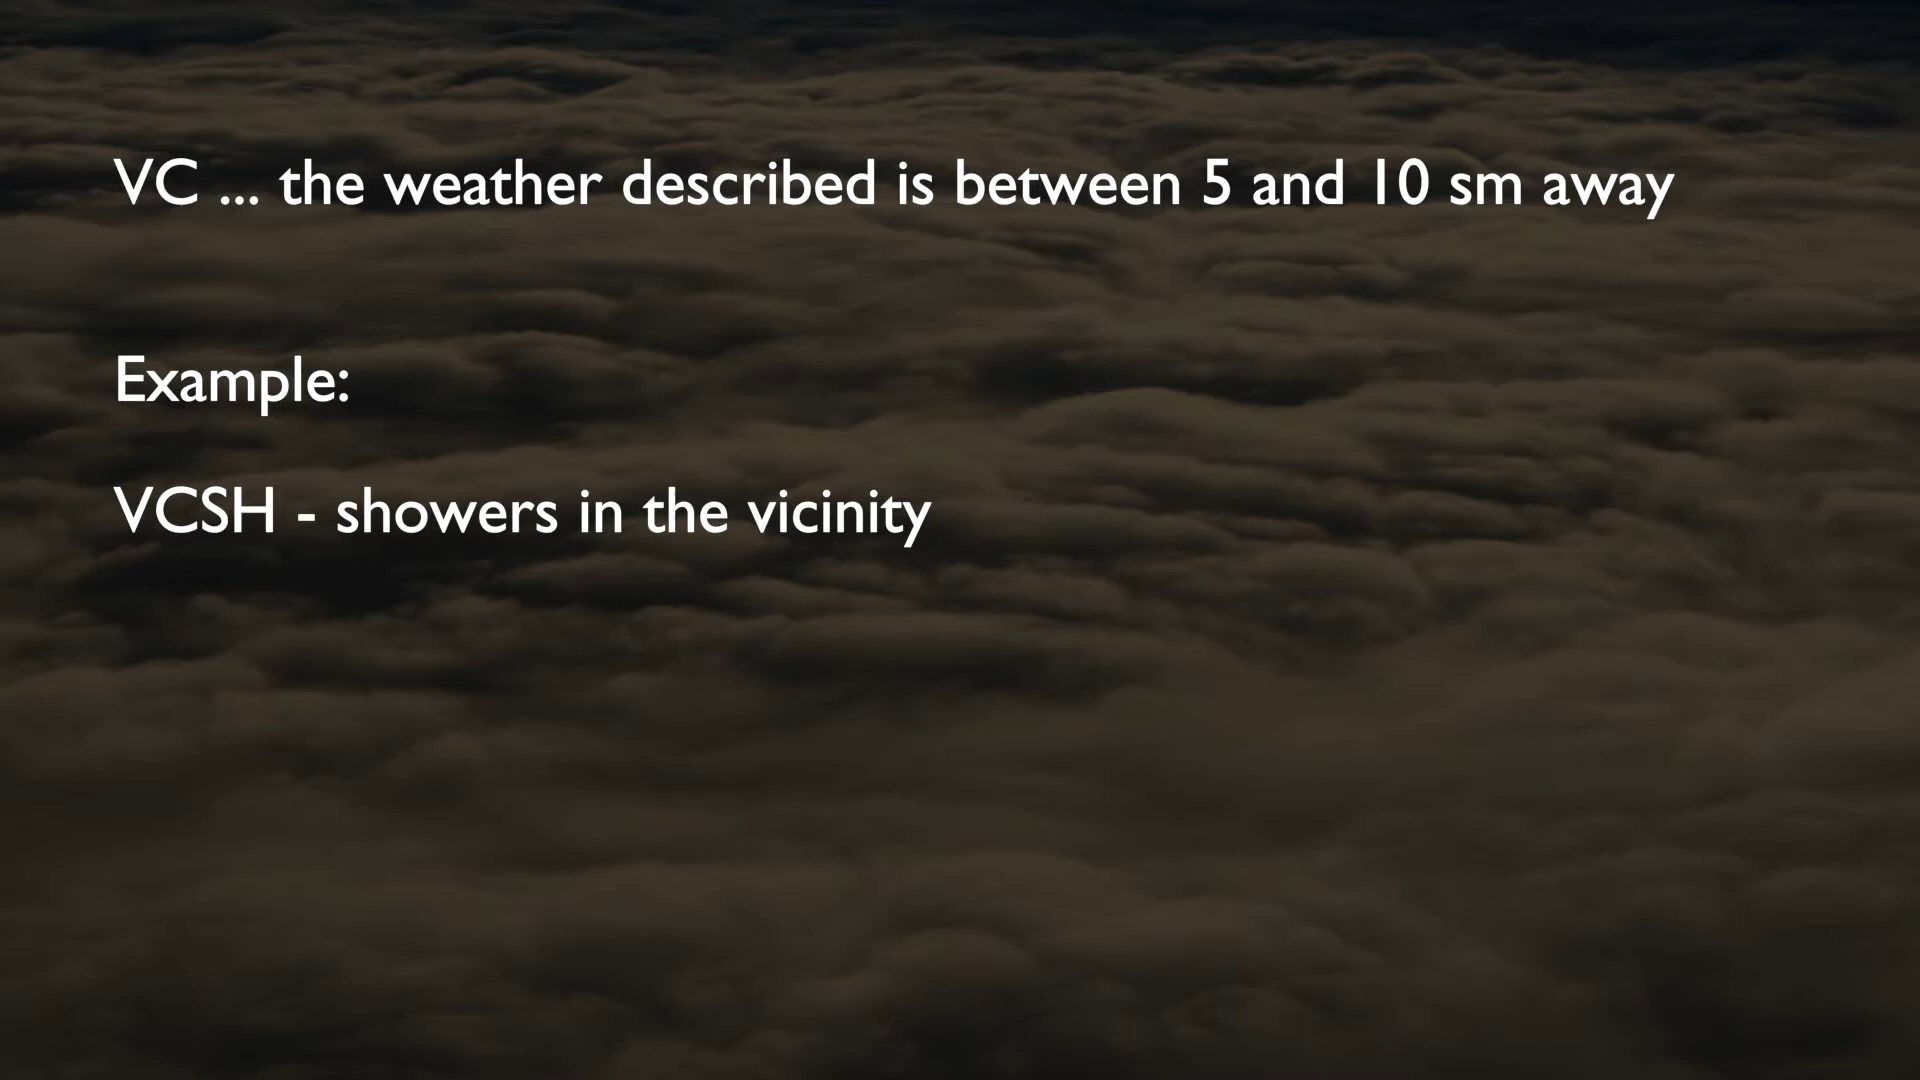 VC ... the weather described is between 5 and 10 sm away
Example:
VCSH - showers in the vicinity